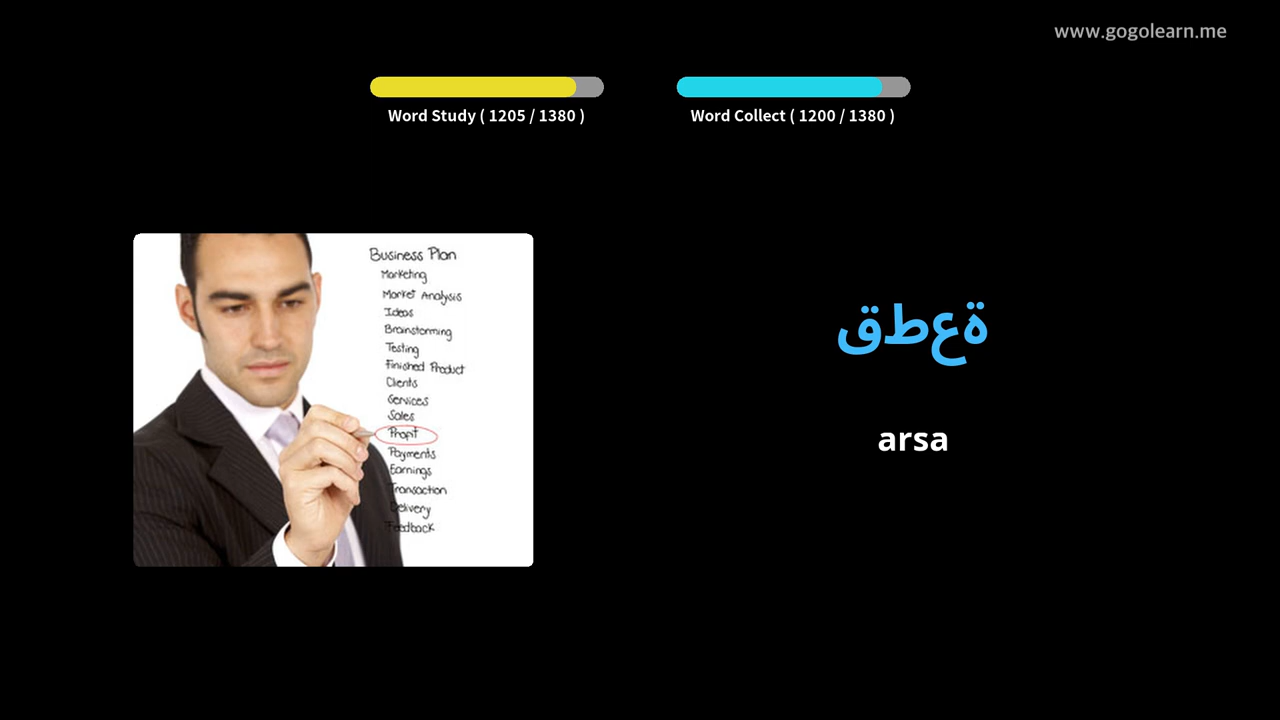 www.gogolearn.me
Word Study ( 1205 / 1380 )
Word Collect ( 1200 / 1380 )
Business Plan
Marketing
Market Analysis
Ideas
Brainstorming
Testing
Finished Product
Clients
Services
Sales
Profit
Payments
Earnings
Transaction
Delivery
Feedback
ةعطق
arsa